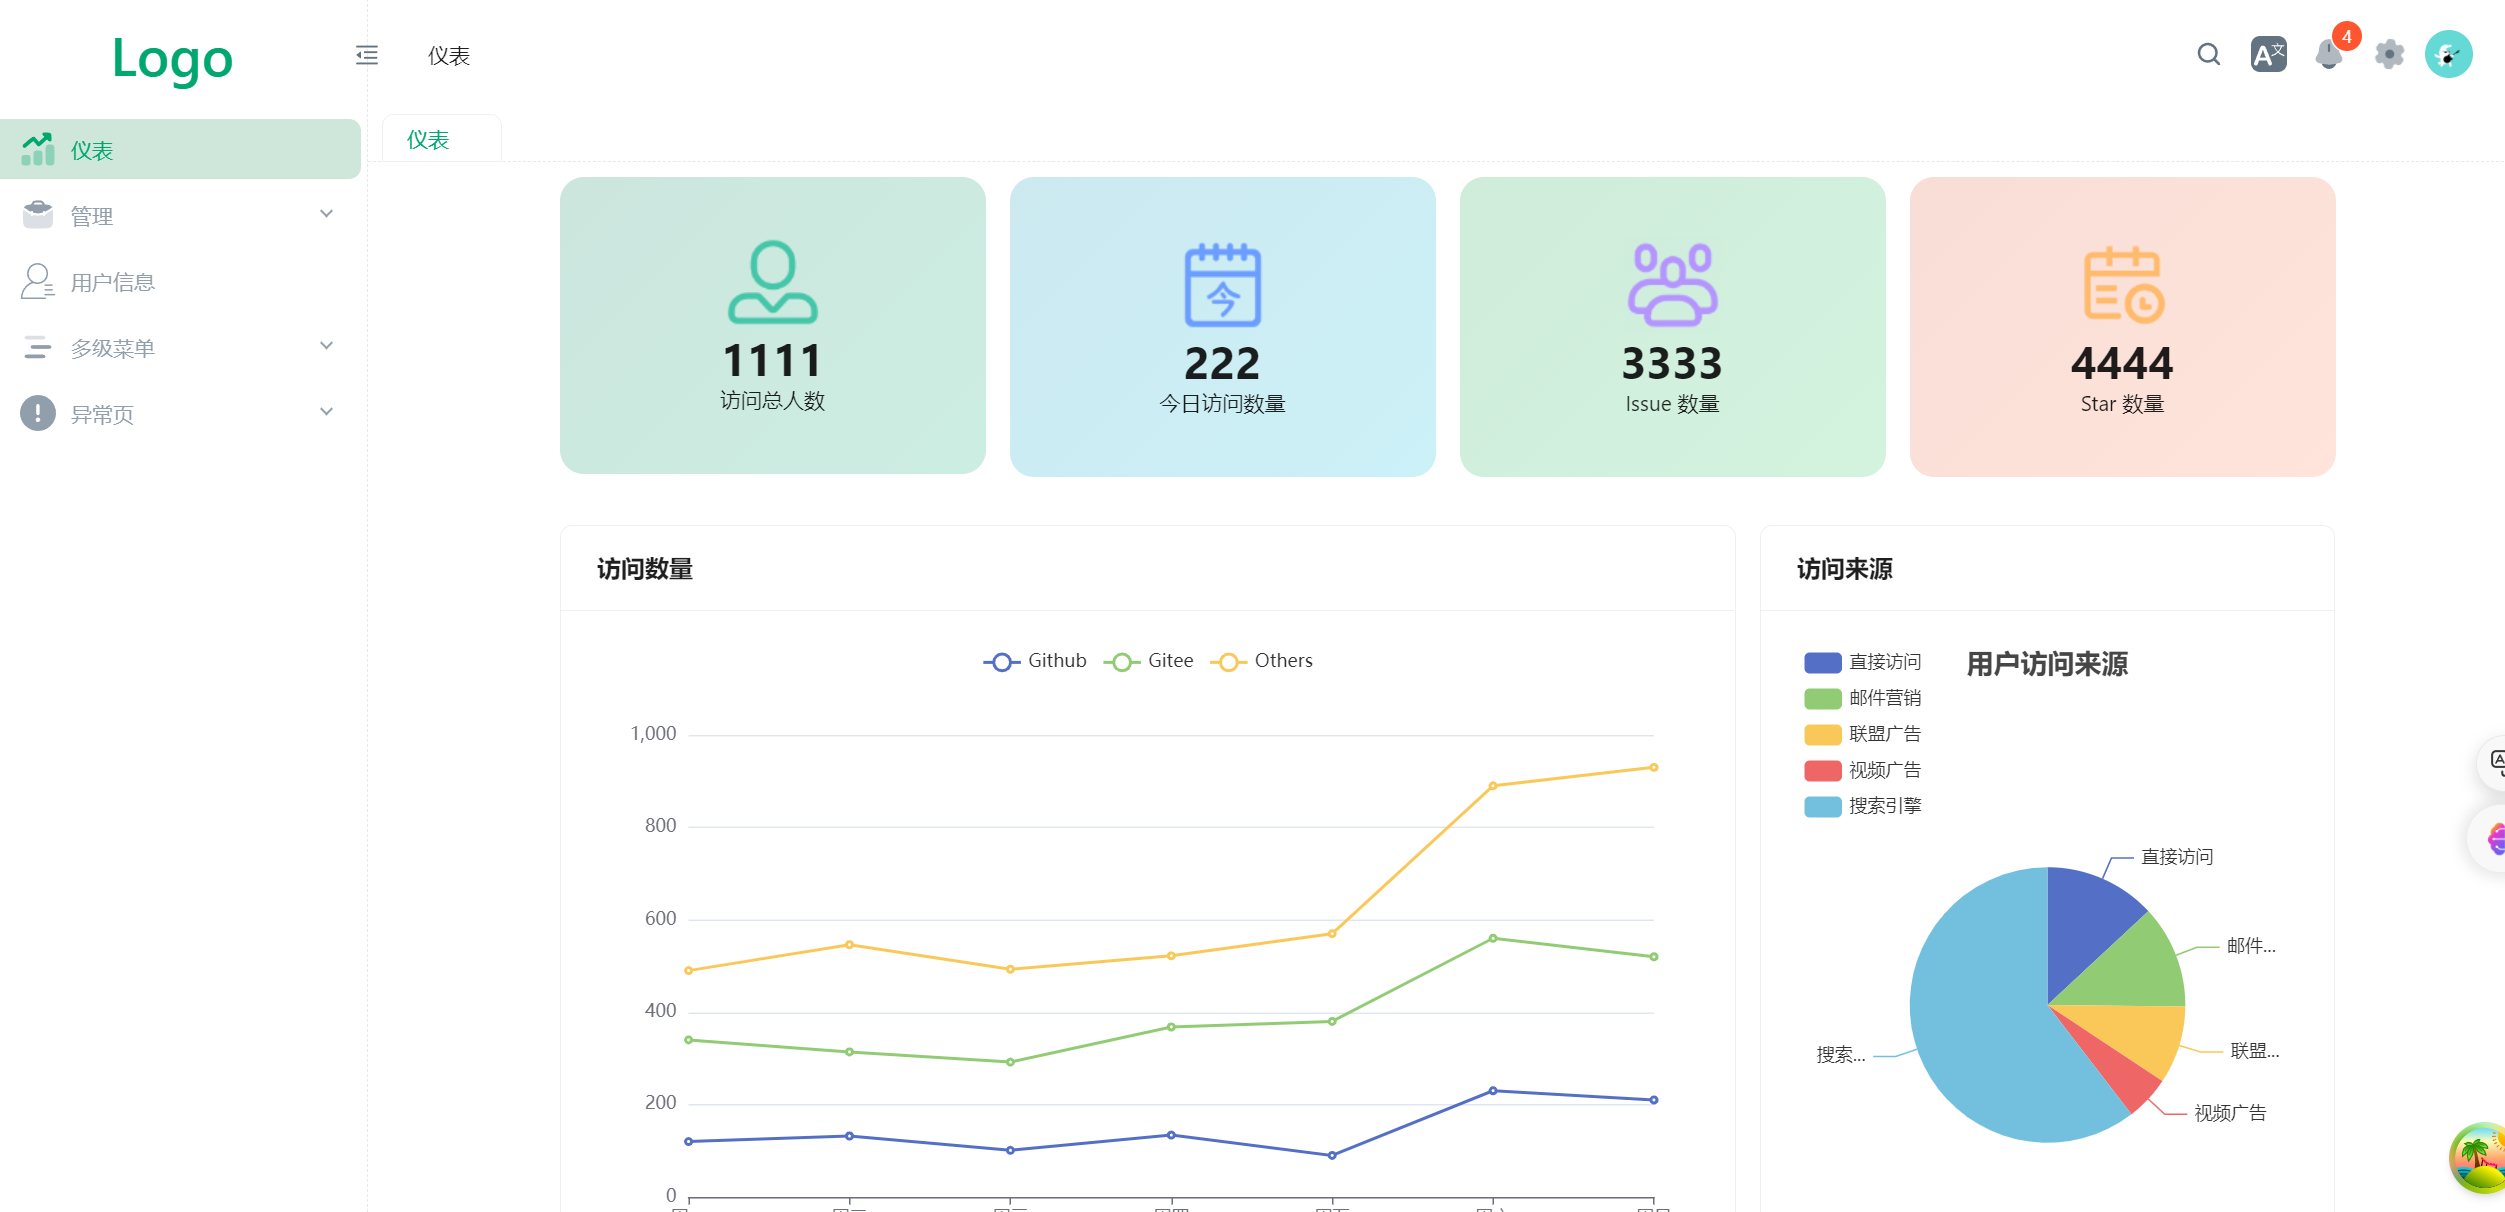 Logo
仪表
4
仪表
管理
用户信息
多级菜单
异常页
仪表
1111
访问总人数
今
222
今日访问数量
3333
Issue 数量
4444
Star 数量
访问数量
Github Gitee Others
1,000
800
600
400
200
0
访问来源
用户访问来源
直接访问
邮件营销
联盟广告
视频广告
搜索引擎
直接访问
邮件...
联盟...
视频广告
搜索...